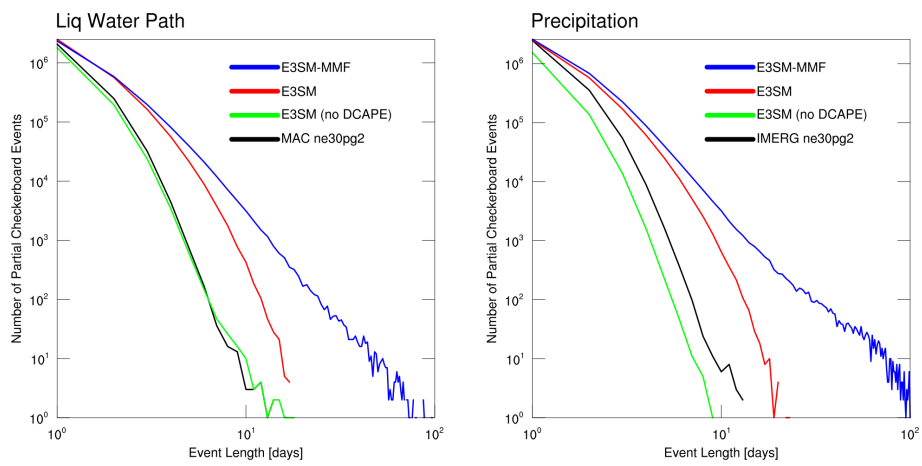 Liq Water Path
Number of Partial Checkerboard Events
10^6
10^5
10^4
10^3
10^2
10^1
10^0
E3SM-MMF
E3SM
E3SM (no DCAPE)
MAC ne30pg2
10^0 10^1 10^2
Event Length [days]
Precipitation
Number of Partial Checkerboard Events
10^6
10^5
10^4
10^3
10^2
10^1
10^0
E3SM-MMF
E3SM
E3SM (no DCAPE)
IMERG ne30pg2
10^0 10^1 10^2
Event Length [days]